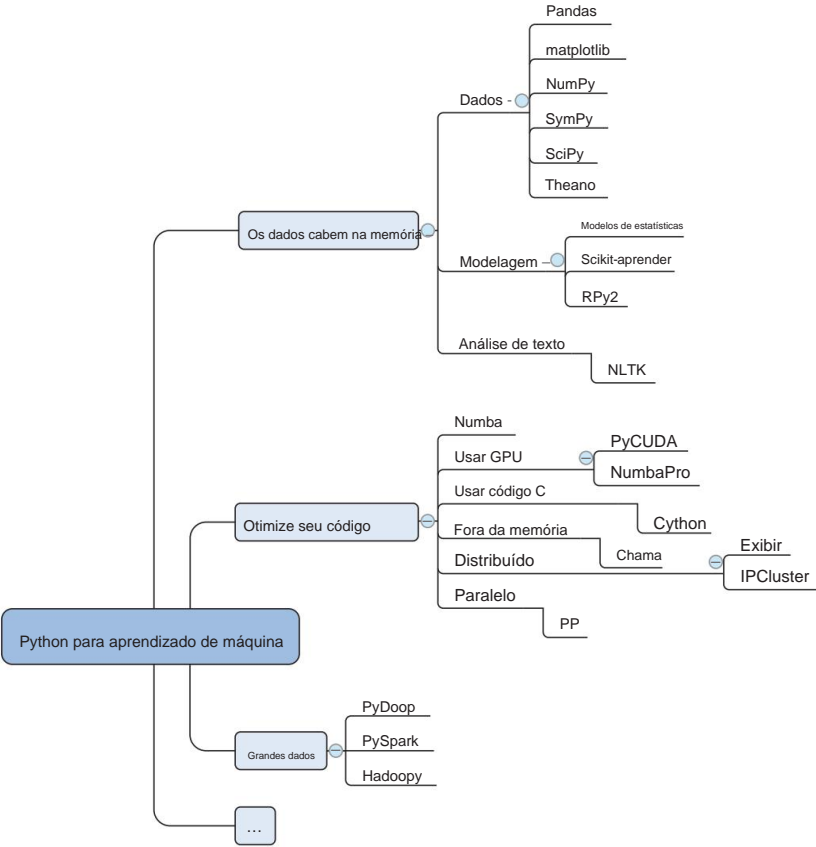 Pandas
matplotlib
NumPy
Dados -
SymPy
SciPy
Theano
Os dados cabem na memória
Modelos de estatísticas
Modelagem –
Scikit-aprender
RPy2
Análise de texto
NLTK
Numba
Usar GPU
PyCUDA
NumbaPro
Usar código C
Cython
Otimize seu código
Fora da memória
Chama
Distribuído
Exibir
IPCluster
Paralelo
PP
Python para aprendizado de máquina
PyDoop
PySpark
Grandes dados
Hadoopy
...